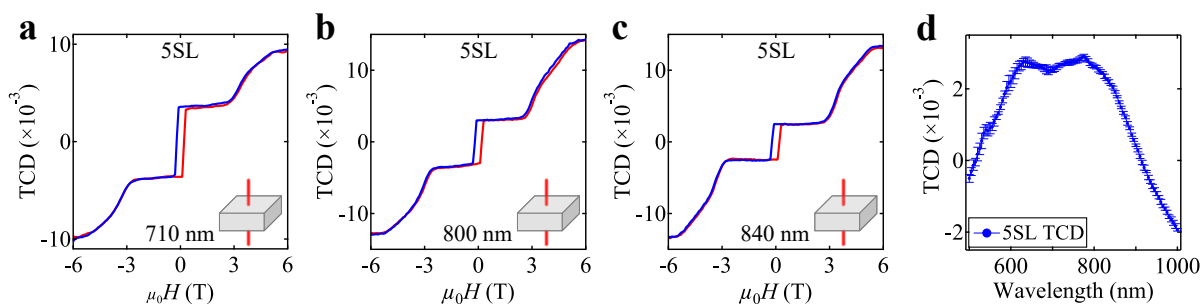 a
5SL
TCD (×10⁻³)
10
0
-10
710 nm
-6 -3 0 3 6
μ₀H (T)
b
5SL
TCD (×10⁻³)
10
0
-10
800 nm
-6 -3 0 3 6
μ₀H (T)
c
5SL
TCD (×10⁻³)
10
0
-10
840 nm
-6 -3 0 3 6
μ₀H (T)
d
TCD (×10⁻³)
2
0
-2
5SL TCD
600 800 1000
Wavelength (nm)